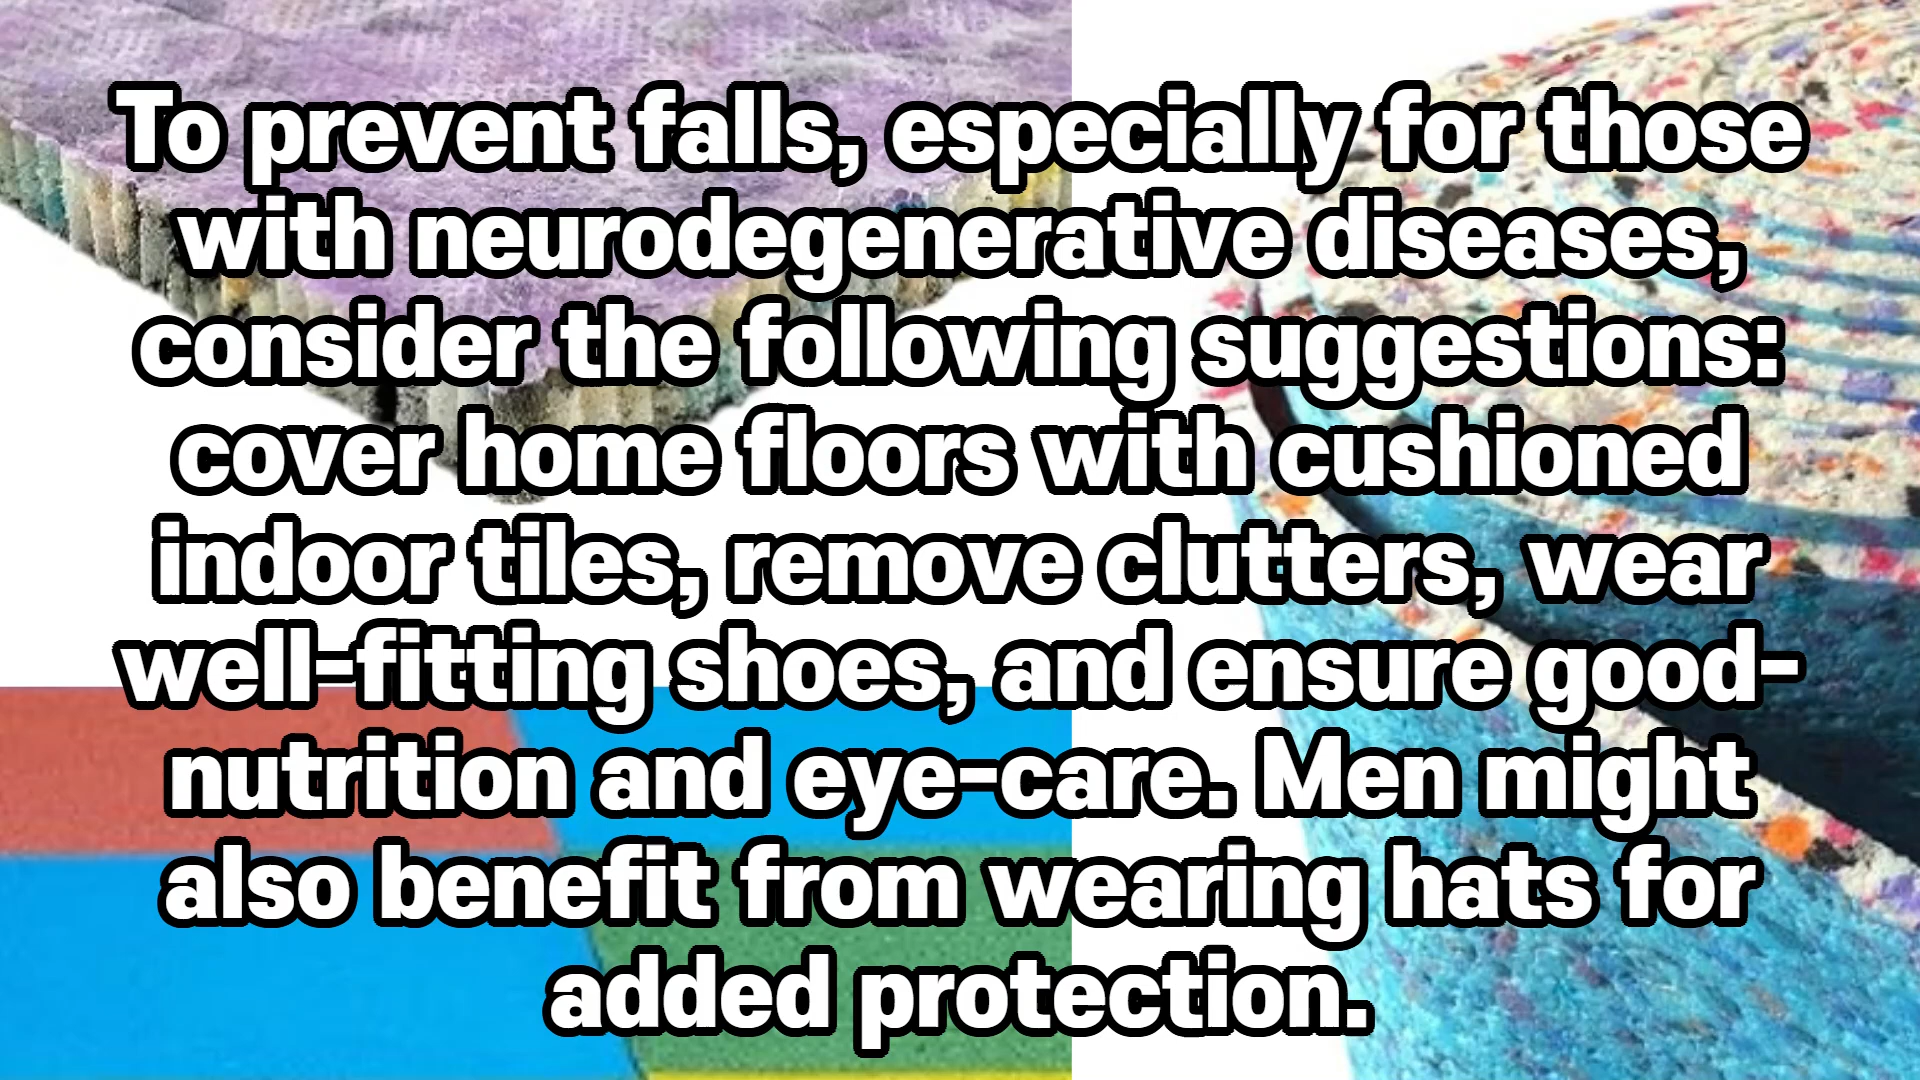 To prevent falls, especially for those
with neurodegenerative diseases,
consider the following suggestions:
cover home floors with cushioned
indoor tiles, remove clutters, wear
well-fitting shoes, and ensure good-
nutrition and eye-care. Men might
also benefit from wearing hats for
added protection.